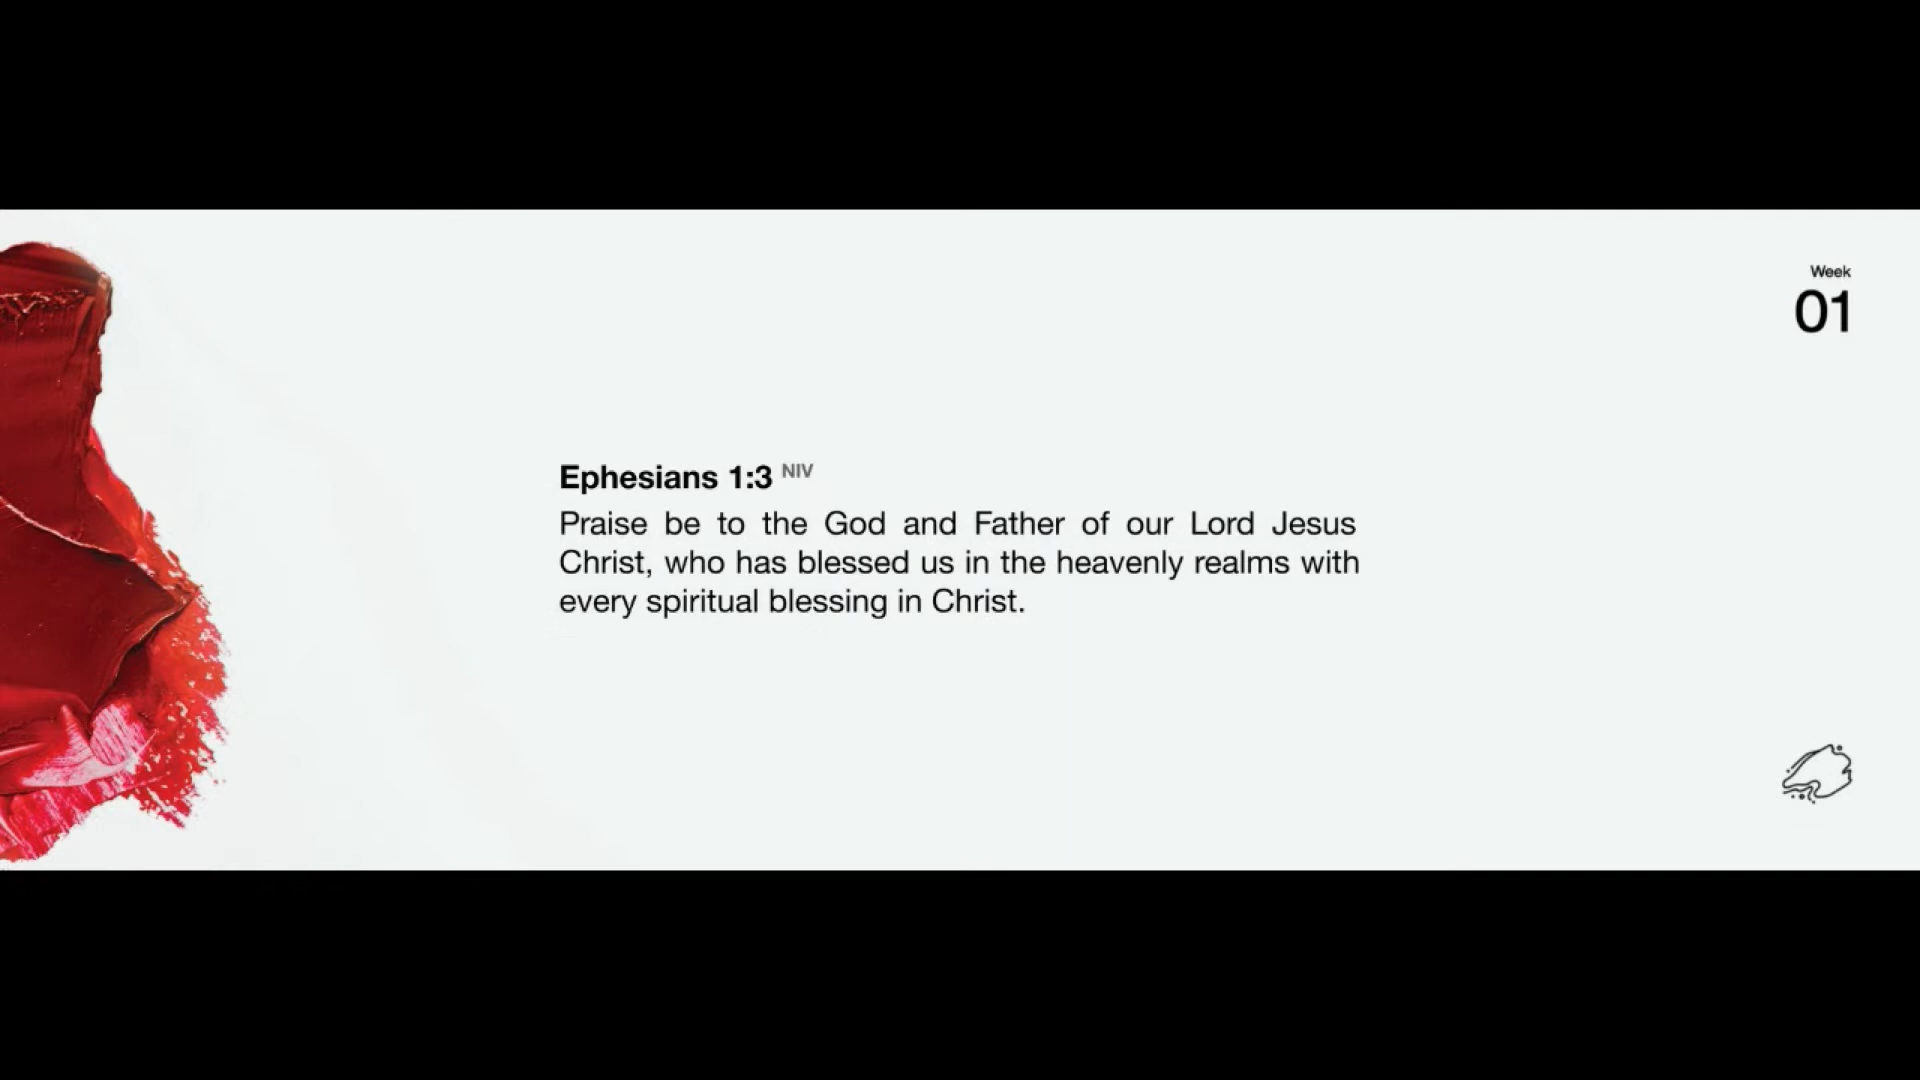 Week
01
Ephesians 1:3 NIV
Praise be to the God and Father of our Lord Jesus
Christ, who has blessed us in the heavenly realms with
every spiritual blessing in Christ.